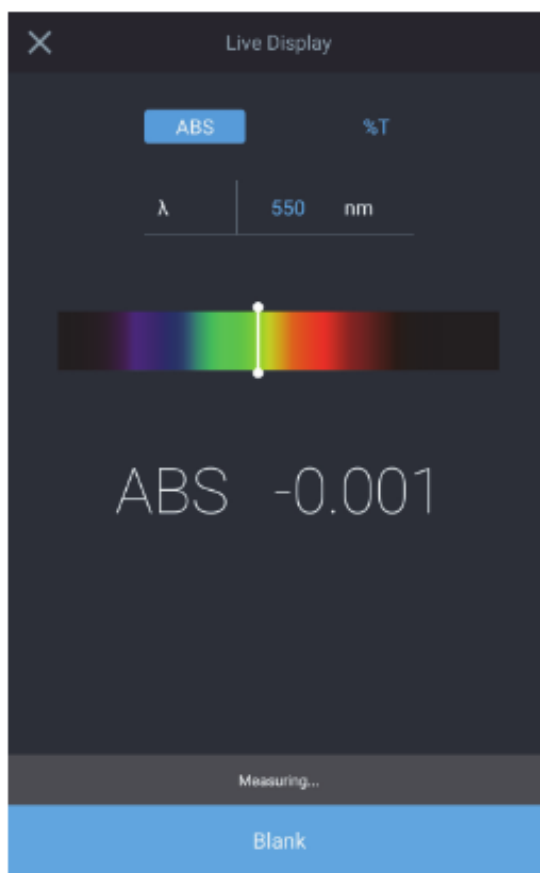 Live Display
ABS %T
λ 550 nm
ABS -0.001
Measuring...
Blank